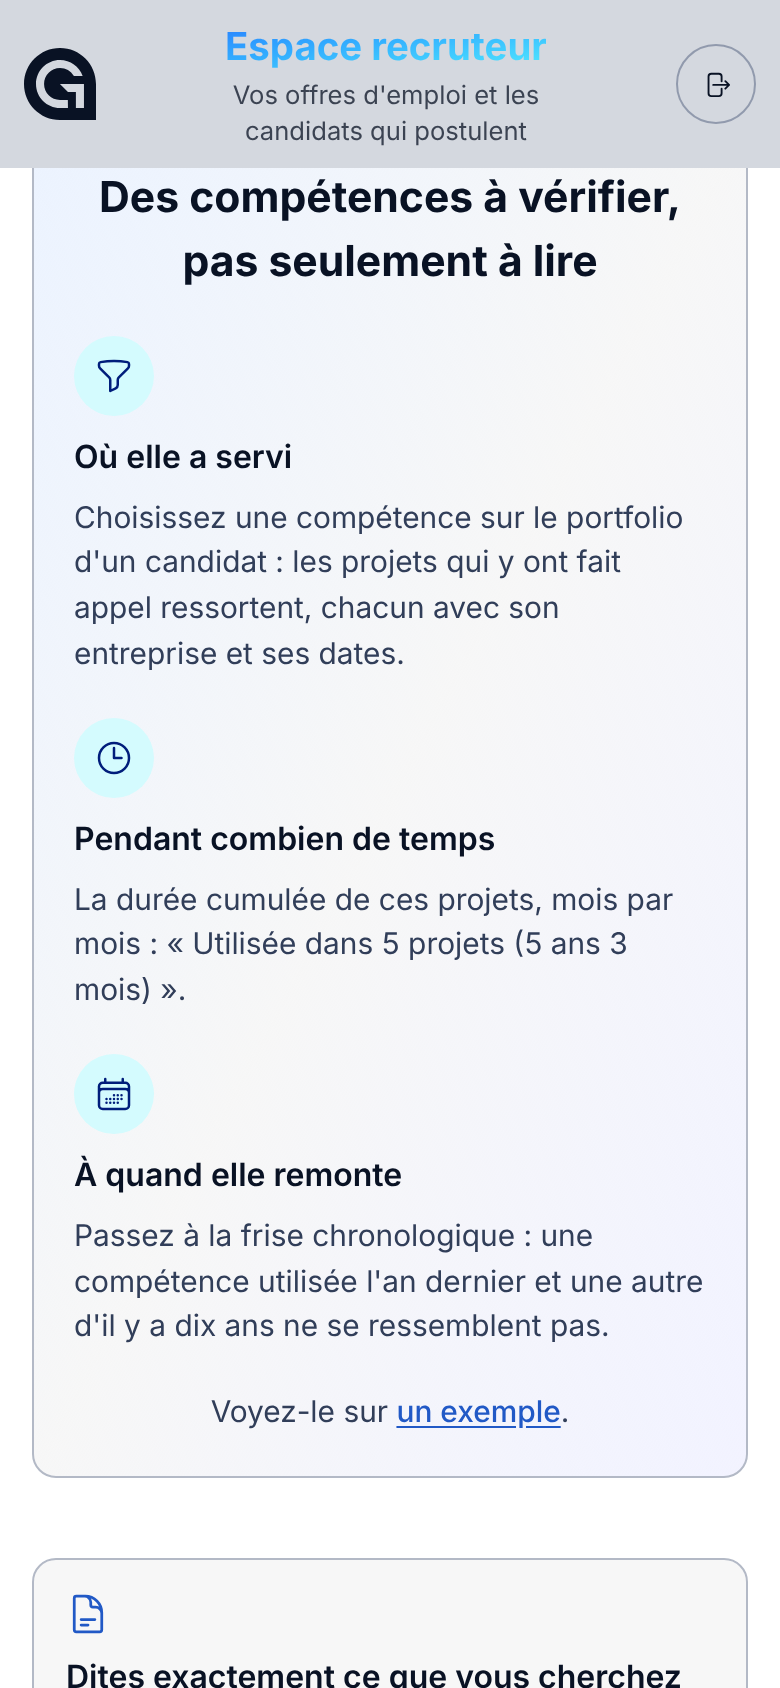 Espace recruteur
Vos offres d'emploi et les
candidats qui postulent
Des compétences à vérifier,
pas seulement à lire
Où elle a servi
Choisissez une compétence sur le portfolio
d'un candidat : les projets qui y ont fait
appel ressortent, chacun avec son
entreprise et ses dates.
Pendant combien de temps
La durée cumulée de ces projets, mois par
mois : « Utilisée dans 5 projets (5 ans 3
mois) ».
À quand elle remonte
Passez à la frise chronologique : une
compétence utilisée l'an dernier et une autre
d'il y a dix ans ne se ressemblent pas.
Voyez-le sur un exemple.
Dites exactement ce que vous cherchez